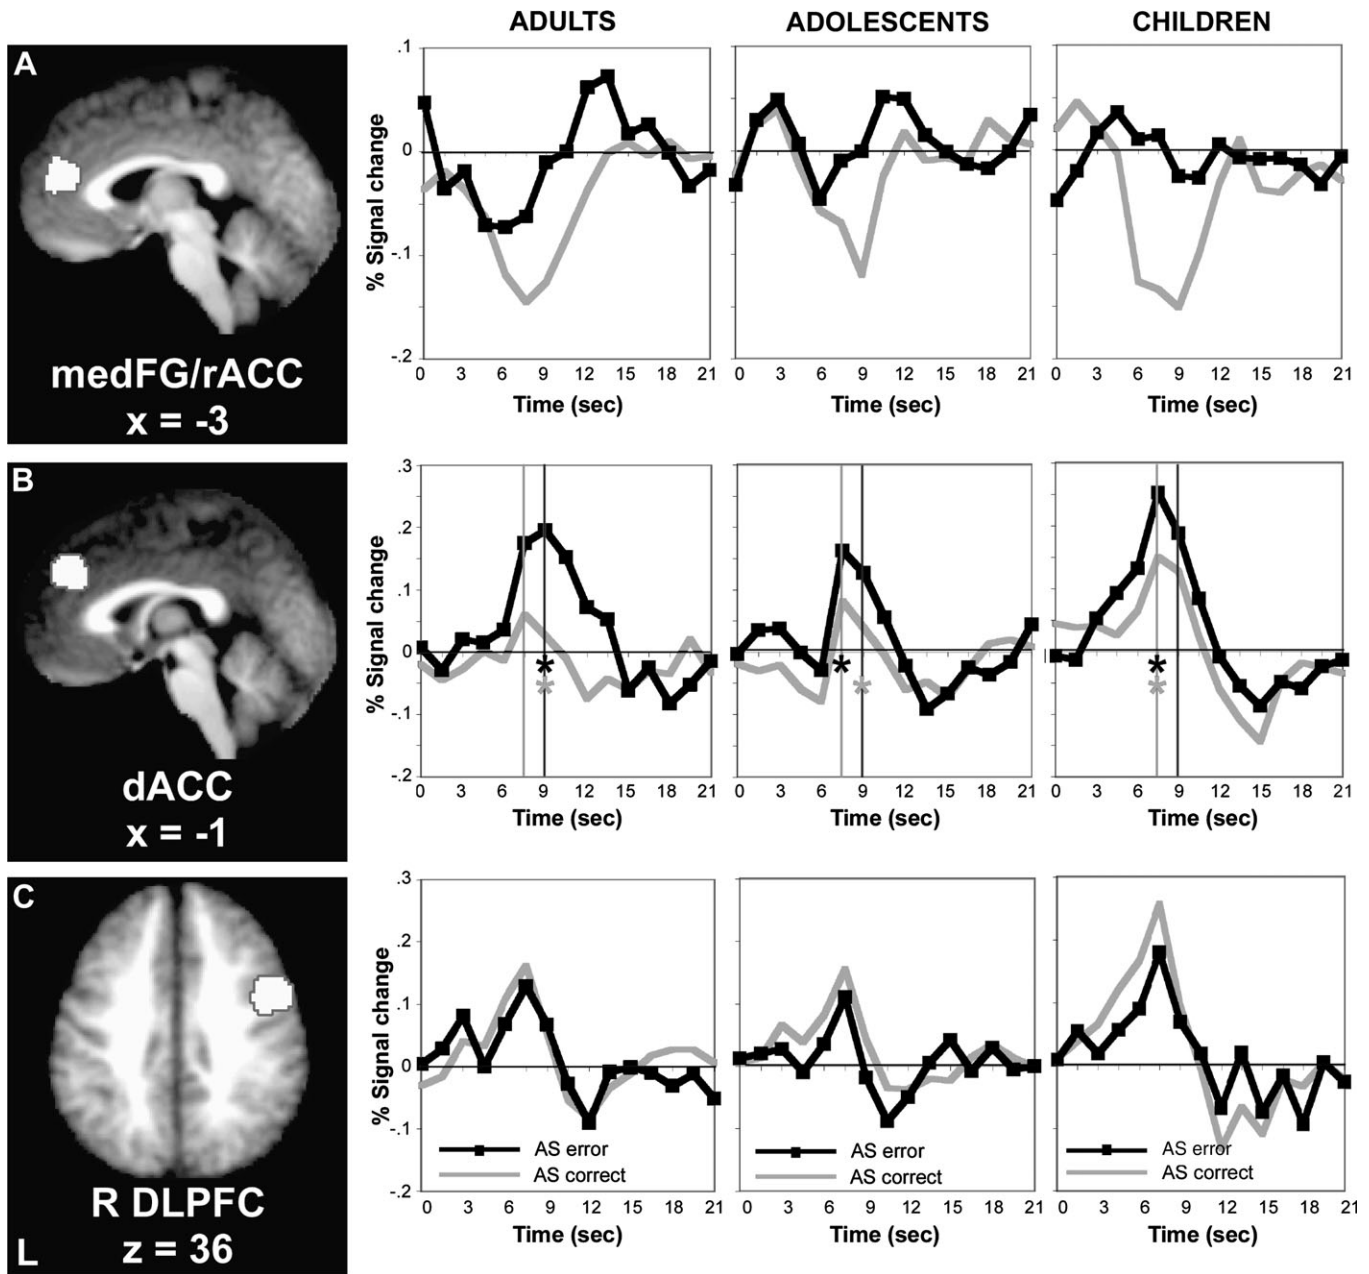 ADULTS ADOLESCENTS CHILDREN
A
medFG/rACC
x = -3
% Signal change
.1
0
-.1
-.2
0 3 6 9 12 15 18 21
Time (sec)
0 3 6 9 12 15 18 21
Time (sec)
0 3 6 9 12 15 18 21
Time (sec)
B
dACC
x = -1
% Signal change
.3
.2
.1
0
-.1
-.2
*
*
0 3 6 9 12 15 18 21
Time (sec)
*
*
0 3 6 9 12 15 18 21
Time (sec)
*
*
0 3 6 9 12 15 18 21
Time (sec)
C
R DLPFC
L z = 36
% Signal change
.3
.2
.1
0
-.1
-.2
AS error
AS correct
0 3 6 9 12 15 18 21
Time (sec)
AS error
AS correct
0 3 6 9 12 15 18 21
Time (sec)
AS error
AS correct
0 3 6 9 12 15 18 21
Time (sec)